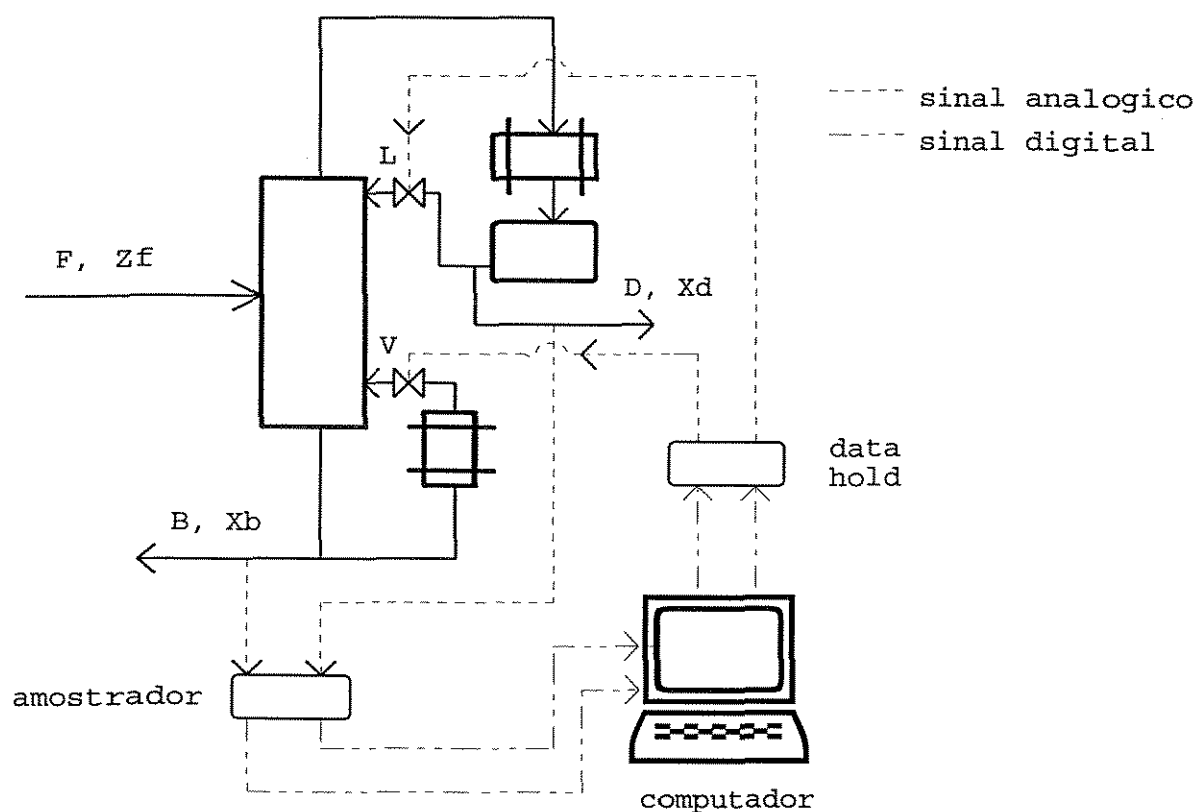 sinal analogico
sinal digital
L
F, Zf
D, Xd
V
data
hold
B, Xb
amostrador
computador